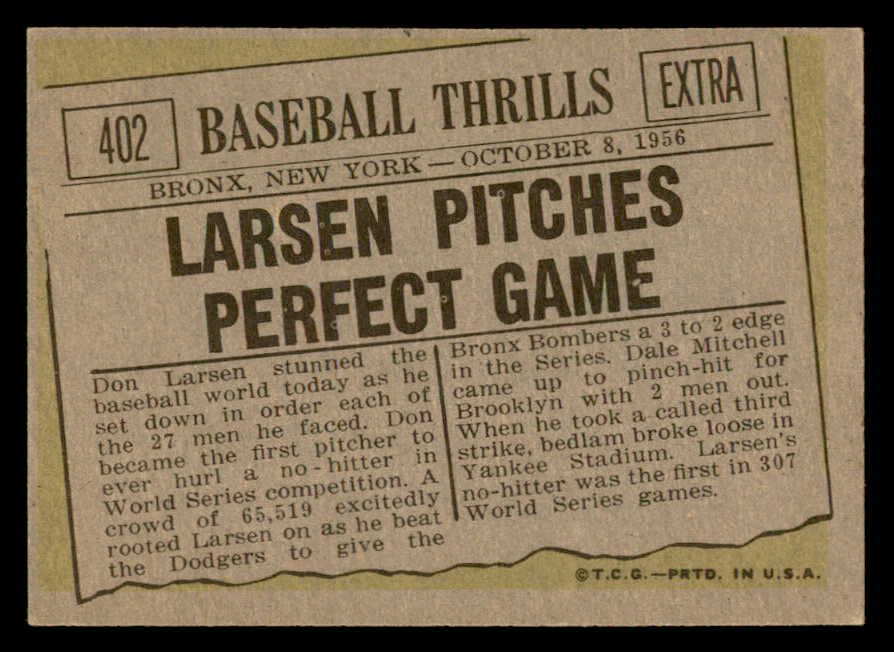 402
BASEBALL THRILLS
EXTRA
BRONX, NEW YORK — OCTOBER 8, 1956
LARSEN PITCHES
PERFECT GAME
Don Larsen stunned the
baseball world today as he
set down in order each of
the 27 men he faced. Don
became the first pitcher to
ever hurl a no-hitter in
World Series competition. A
crowd of 65,519 excitedly
rooted Larsen on as he beat
the Dodgers to give the
Bronx Bombers a 3 to 2 edge
in the Series. Dale Mitchell
came up to pinch-hit for
Brooklyn with 2 men out.
When he took a called third
strike, bedlam broke loose in
Yankee Stadium. Larsen's
no-hitter was the first in 307
World Series games.
©T.C.G.—PRTD. IN U.S.A.